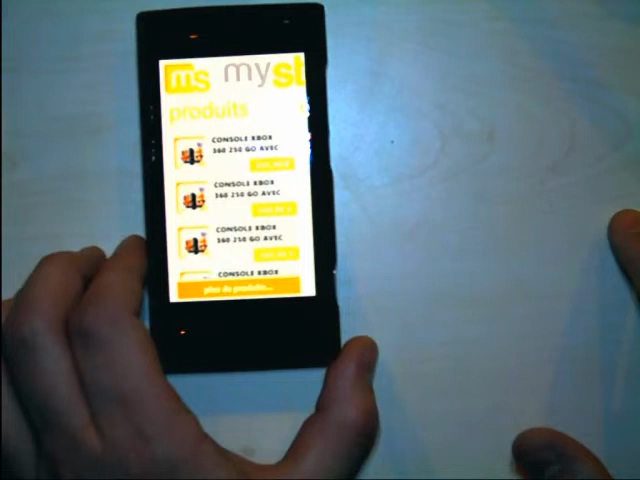 ms myst
produits
CONSOLE XBOX
360 250 GO AVEC
CONSOLE XBOX
360 250 GO AVEC
CONSOLE XBOX
360 250 GO AVEC
CONSOLE XBOX
plus de produits...